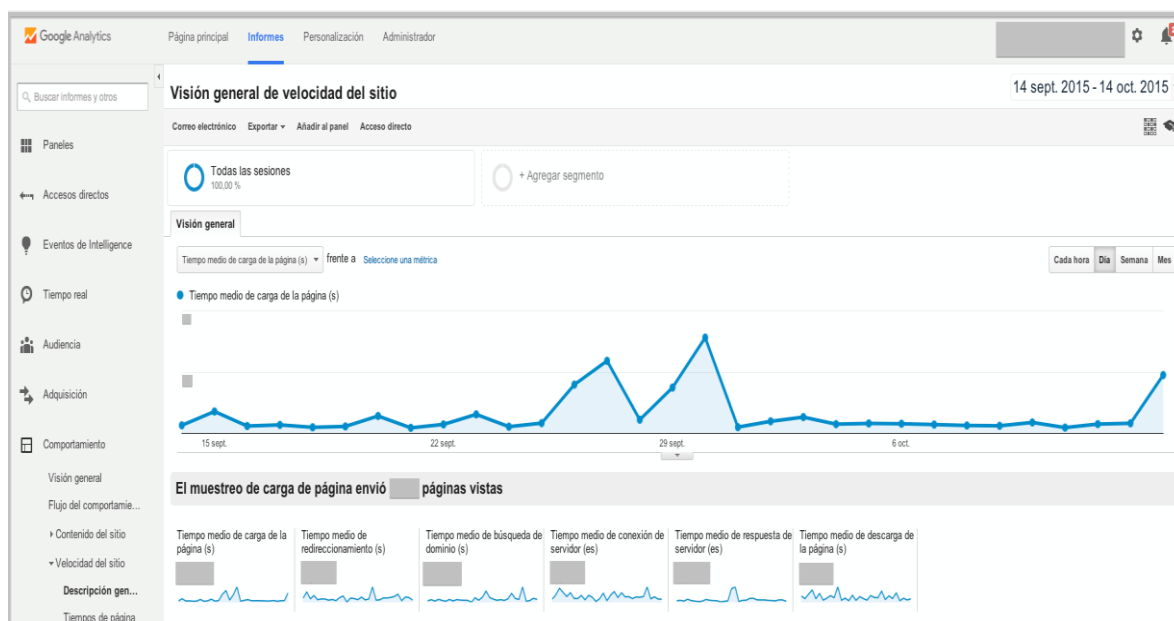 Google Analytics
Página principal
Informes
Personalización
Administrador
Buscar informes y otros
Visión general de velocidad del sitio
14 sept. 2015 - 14 oct. 2015
Correo electrónico
Exportar
Añadir al panel
Acceso directo
Paneles
Accesos directos
Eventos de Intelligence
Tiempo real
Audiencia
Adquisición
Comportamiento
Visión general
Flujo del comportamie...
Contenido del sitio
Velocidad del sitio
Descripción gen...
Tiempos de página
Todas las sesiones
100,00 %
+ Agregar segmento
Visión general
Tiempo medio de carga de la página (s)
frente a
Seleccione una métrica
Cada hora
Día
Semana
Mes
Tiempo medio de carga de la página (s)
15 sept.
22 sept.
29 sept.
6 oct.
El muestreo de carga de página envió páginas vistas
Tiempo medio de carga de la
página (s)
Tiempo medio de
redireccionamiento (s)
Tiempo medio de búsqueda de
dominio (s)
Tiempo medio de conexión de
servidor (es)
Tiempo medio de respuesta de
servidor (es)
Tiempo medio de descarga de
la página (s)